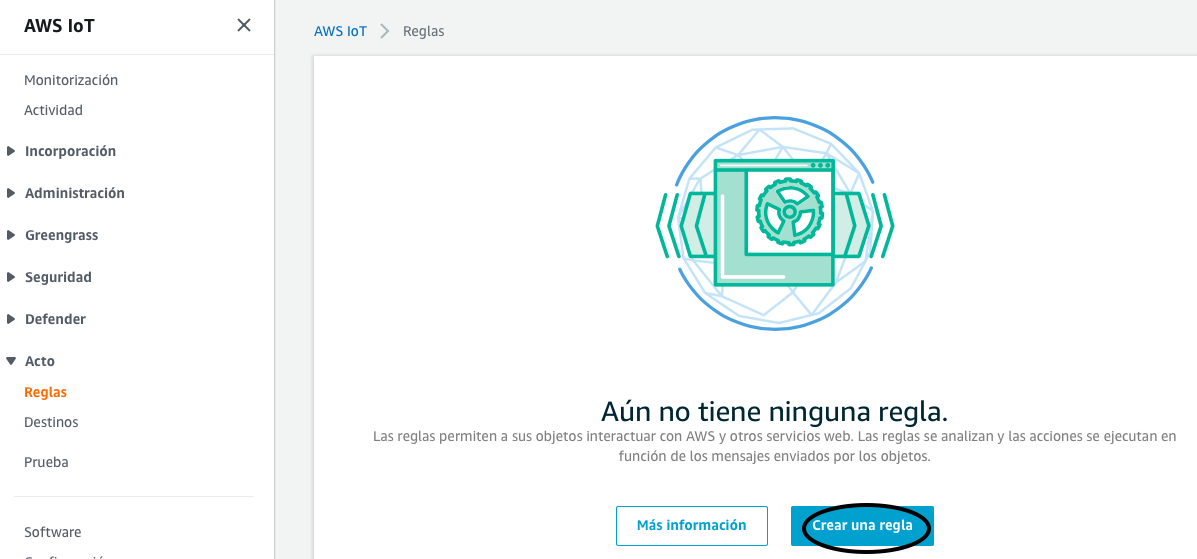 AWS IoT
Monitorización
Actividad
Incorporación
Administración
Greengrass
Seguridad
Defender
Acto
Reglas
Destinos
Prueba
Software
AWS IoT
Reglas
Aún no tiene ninguna regla.
Las reglas permiten a sus objetos interactuar con AWS y otros servicios web. Las reglas se analizan y las acciones se ejecutan en
función de los mensajes enviados por los objetos.
Más información
Crear una regla